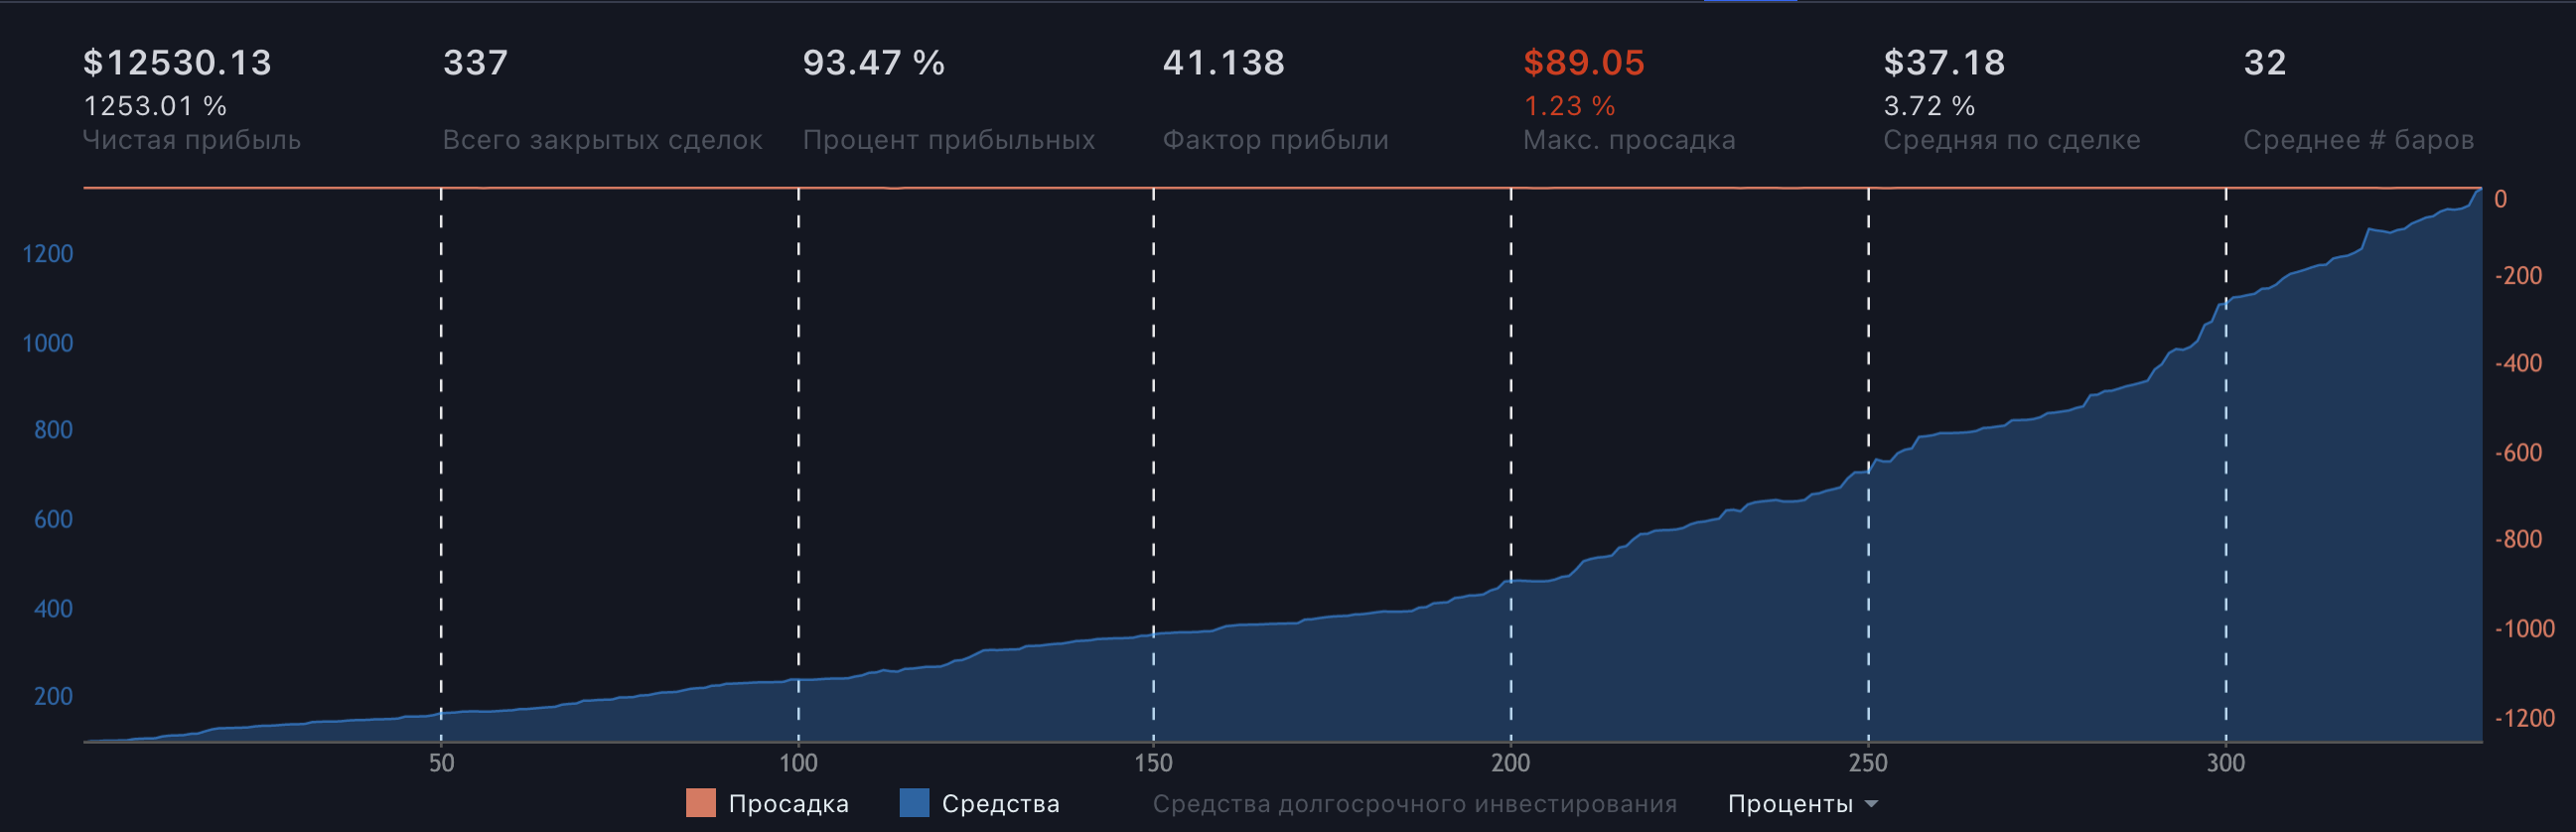 $12530.13
1253.01 %
Чистая прибыль
337
Всего закрытых сделок
93.47 %
Процент прибыльных
41.138
Фактор прибыли
$89.05
1.23 %
Макс. просадка
$37.18
3.72 %
Средняя по сделке
32
Среднее # баров
1200
1000
800
600
400
200
0
-200
-400
-600
-800
-1000
-1200
50
100
150
200
250
300
Просадка
Средства
Средства долгосрочного инвестирования
Проценты